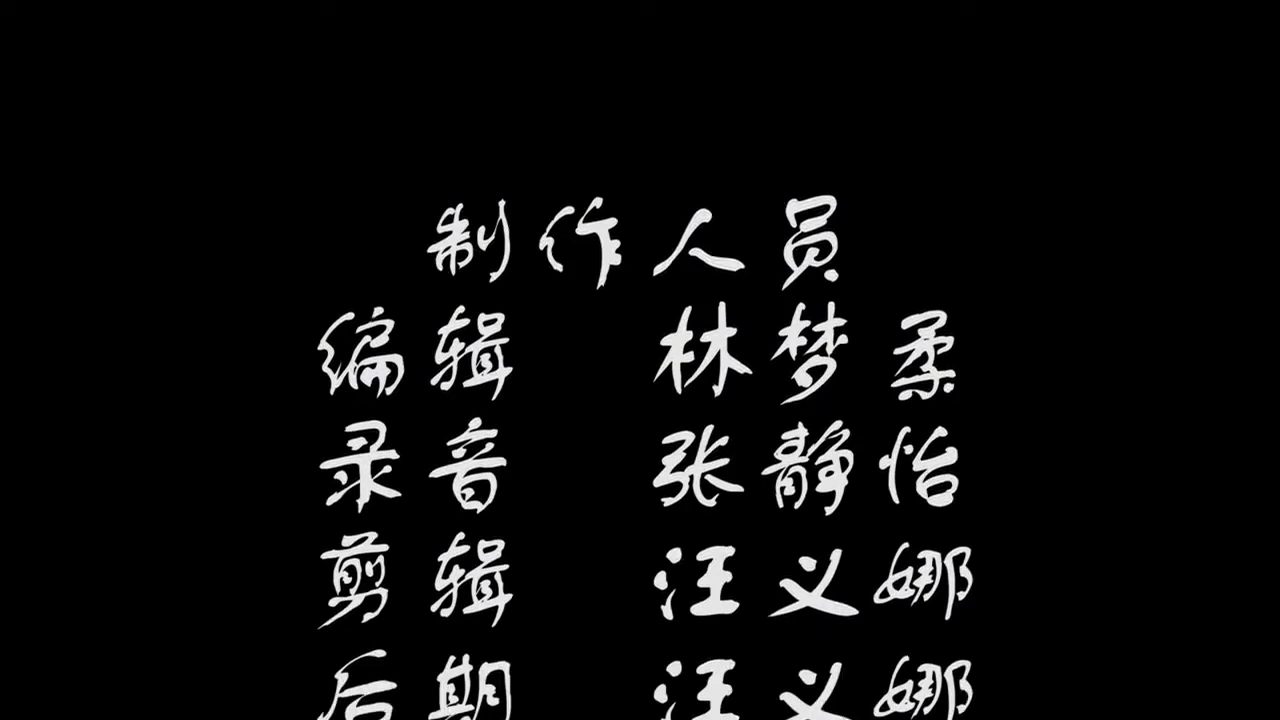 制作人员
编辑 林梦柔
录音 张静怡
剪辑 汪义娜
后期 汪义娜